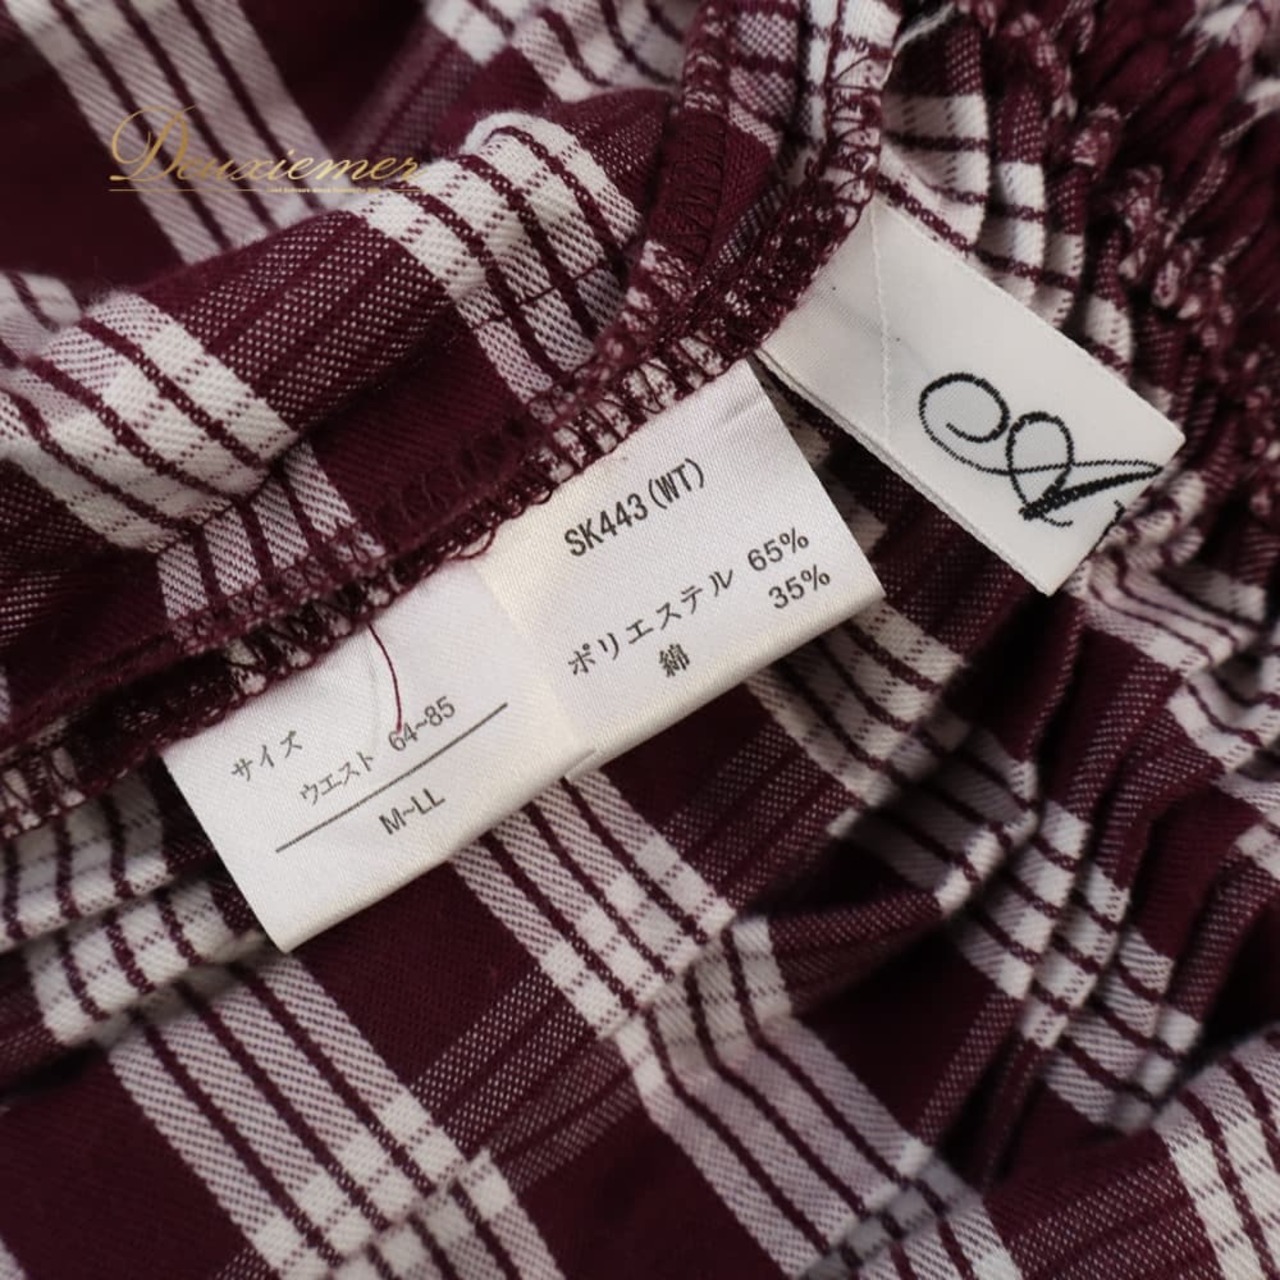 Deuxiemer
SK443(WT)
ポリエステル 65%
綿 35%
サイズ
ウエスト 64~85
M~LL
A